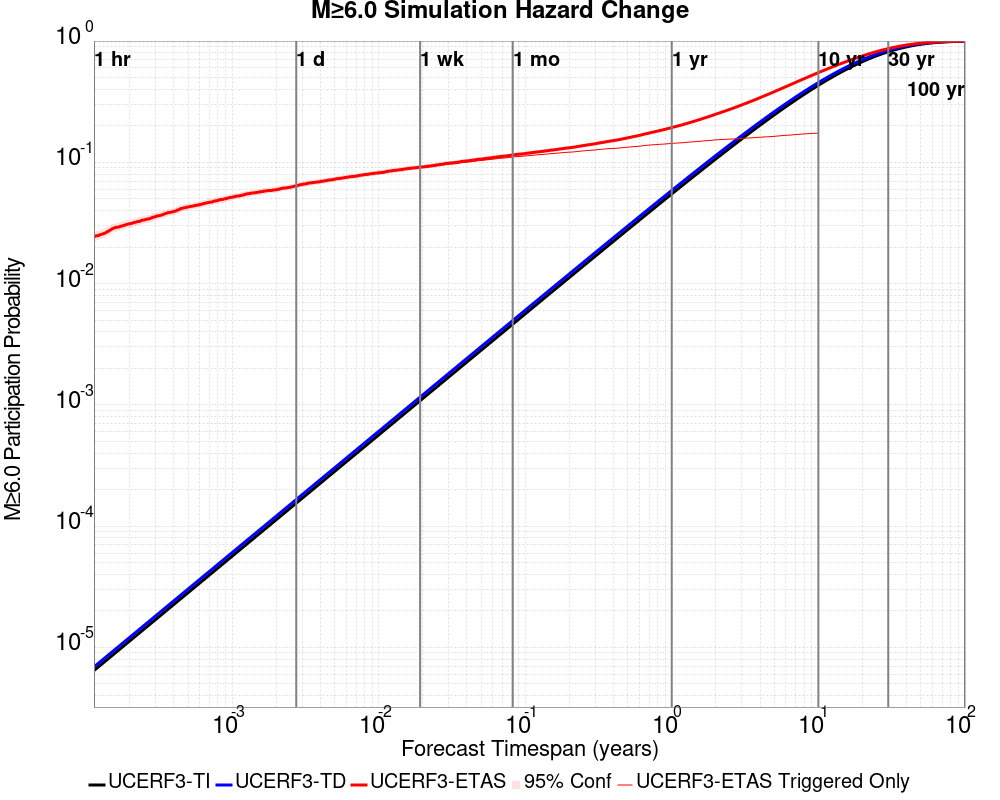 M≥6.0 Simulation Hazard Change
10^0
1 hr 1 d 1 wk 1 mo 1 yr 10 yr 30 yr
100 yr
10^-1
10^-2
10^-3
10^-4
10^-5
M≥6.0 Participation Probability
10^-3 10^-2 10^-1 10^0 10^1 10^2
Forecast Timespan (years)
UCERF3-TI UCERF3-TD UCERF3-ETAS 95% Conf UCERF3-ETAS Triggered Only